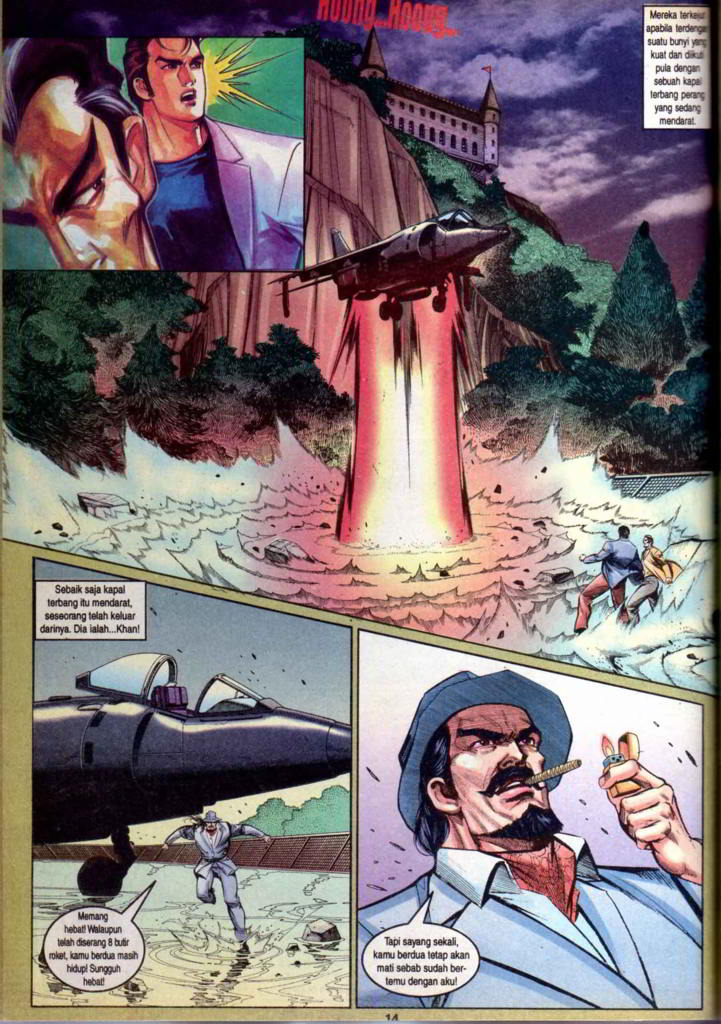 Hoong...Hoong..
Mereka terkejut
apabila terdengar
suatu bunyi yang
kuat dan diikuti
pula dengan
sebuah kapal
terbang perang
yang sedang
mendarat.
Sebaik saja kapal
terbang itu mendarat,
seseorang telah keluar
darinya. Dia ialah...Khan!
Memang
hebat! Walaupun
telah diserang 8 butir
roket, kamu berdua masih
hidup! Sungguh
hebat!
Tapi sayang sekali,
kamu berdua tetap akan
mati sebab sudah ber-
temu dengan aku!
14